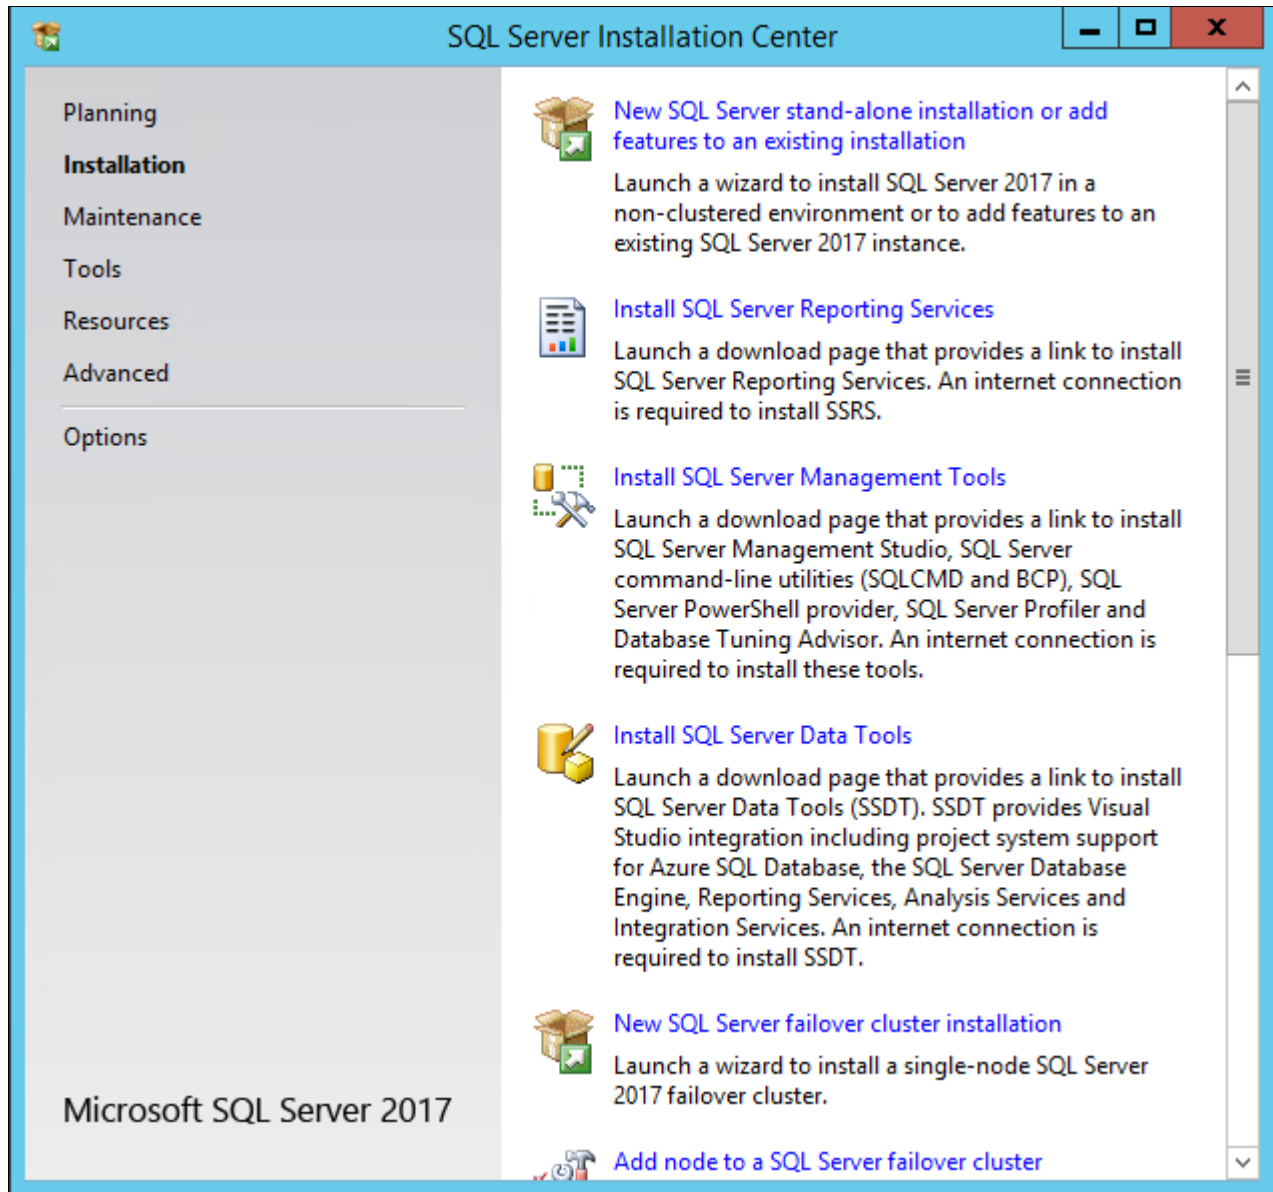 SQL Server Installation Center
Planning
Installation
Maintenance
Tools
Resources
Advanced
Options
Microsoft SQL Server 2017
New SQL Server stand-alone installation or add
features to an existing installation
Launch a wizard to install SQL Server 2017 in a
non-clustered environment or to add features to an
existing SQL Server 2017 instance.
Install SQL Server Reporting Services
Launch a download page that provides a link to install
SQL Server Reporting Services. An internet connection
is required to install SSRS.
Install SQL Server Management Tools
Launch a download page that provides a link to install
SQL Server Management Studio, SQL Server
command-line utilities (SQLCMD and BCP), SQL
Server PowerShell provider, SQL Server Profiler and
Database Tuning Advisor. An internet connection is
required to install these tools.
Install SQL Server Data Tools
Launch a download page that provides a link to install
SQL Server Data Tools (SSDT). SSDT provides Visual
Studio integration including project system support
for Azure SQL Database, the SQL Server Database
Engine, Reporting Services, Analysis Services and
Integration Services. An internet connection is
required to install SSDT.
New SQL Server failover cluster installation
Launch a wizard to install a single-node SQL Server
2017 failover cluster.
Add node to a SQL Server failover cluster